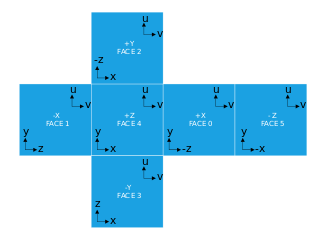 u
v
+Y
FACE 2
-z
x
u
v
-X
FACE 1
y
z
u
v
+Z
FACE 4
y
x
u
v
+X
FACE 0
y
-z
u
v
- Z
FACE 5
y
-x
u
v
-Y
FACE 3
z
x